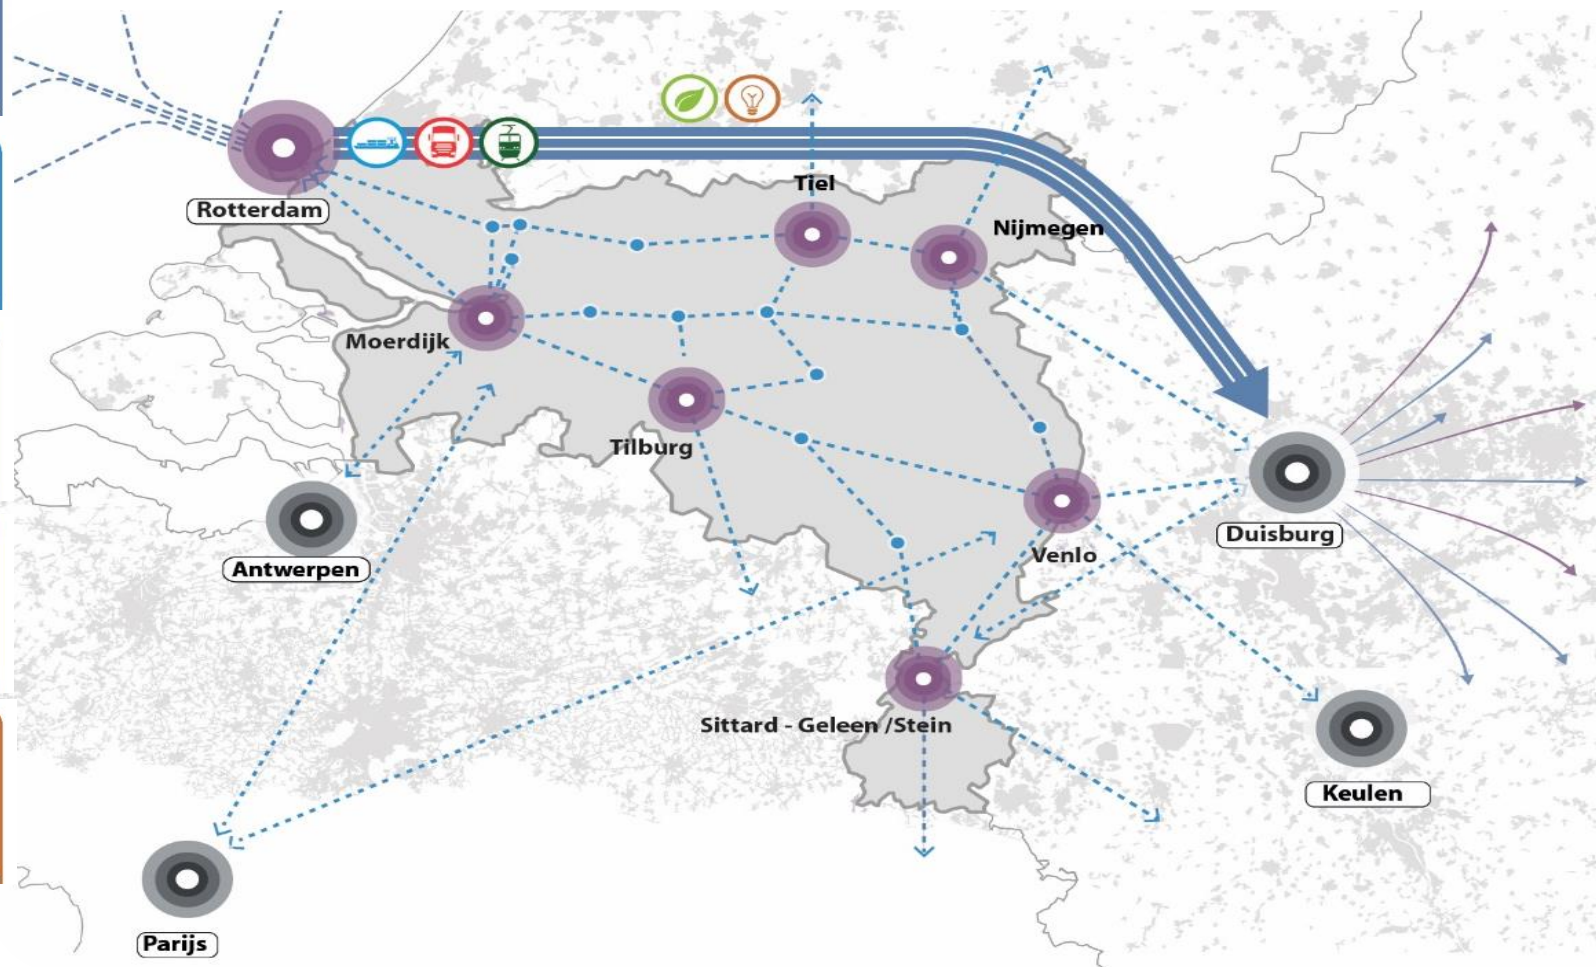 Tiel
Rotterdam
Nijmegen
Moerdijk
Tilburg
Duisburg
Venlo
Antwerpen
Sittard - Geleen /Stein
Keulen
Parijs